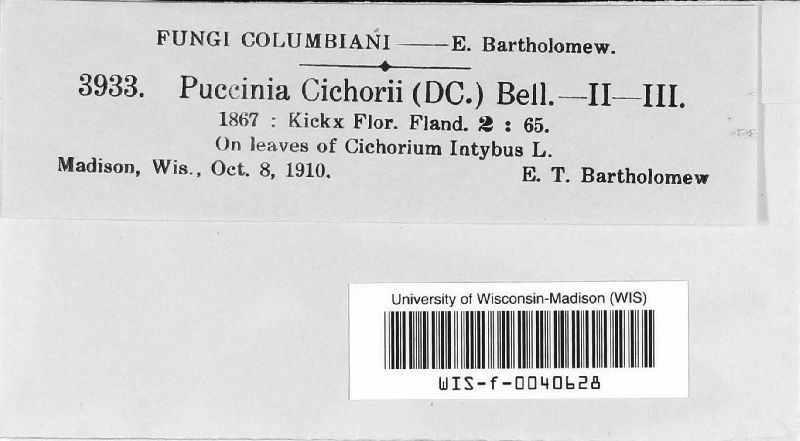 FUNGI COLUMBIANI —— E. Bartholomew.
3933. Puccinia Cichorii (DC.) Bell.—II—III.
1867 : Kickx Flor. Fland. 2 : 65.
On leaves of Cichorium Intybus L.
Madison, Wis., Oct. 8, 1910. E. T. Bartholomew
University of Wisconsin-Madison (WIS)
WIS-f-0040628